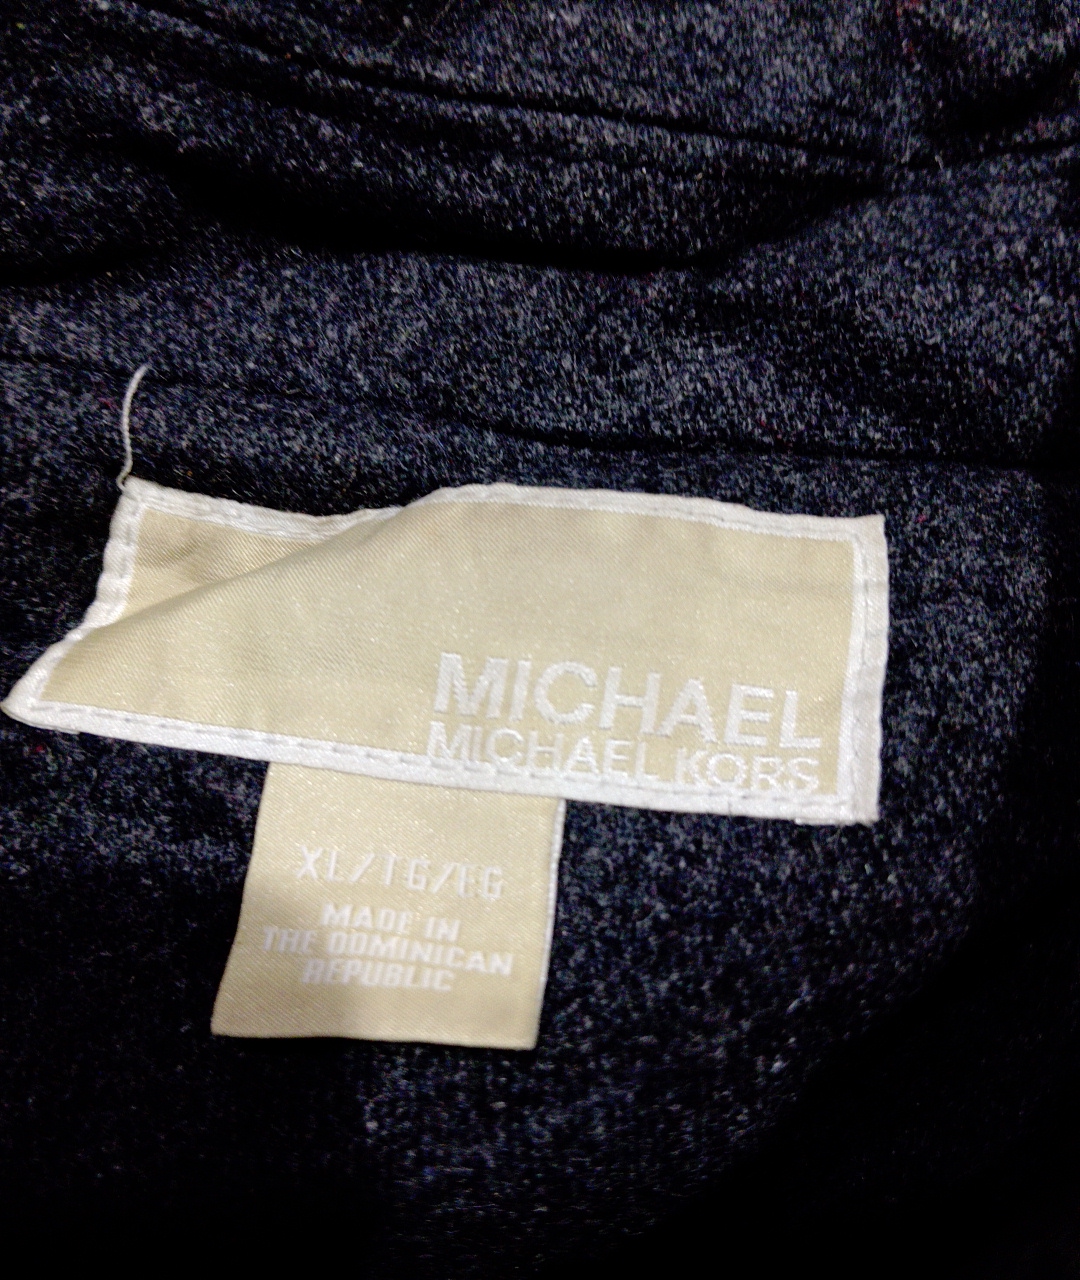 MICHAEL
MICHAEL KORS
XL/TG/EG
MADE IN
THE DOMINICAN
REPUBLIC